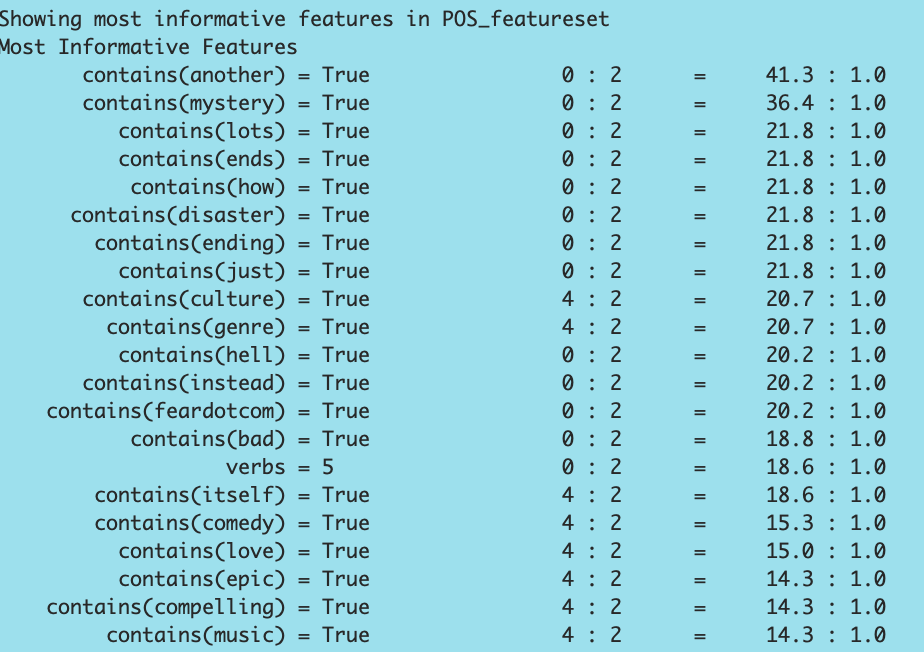 Showing most informative features in POS_featureset
Most Informative Features
contains(another) = True 0 : 2 = 41.3 : 1.0
contains(mystery) = True 0 : 2 = 36.4 : 1.0
contains(lots) = True 0 : 2 = 21.8 : 1.0
contains(ends) = True 0 : 2 = 21.8 : 1.0
contains(how) = True 0 : 2 = 21.8 : 1.0
contains(disaster) = True 0 : 2 = 21.8 : 1.0
contains(ending) = True 0 : 2 = 21.8 : 1.0
contains(just) = True 0 : 2 = 21.8 : 1.0
contains(culture) = True 4 : 2 = 20.7 : 1.0
contains(genre) = True 4 : 2 = 20.7 : 1.0
contains(hell) = True 0 : 2 = 20.2 : 1.0
contains(instead) = True 0 : 2 = 20.2 : 1.0
contains(feardotcom) = True 0 : 2 = 20.2 : 1.0
contains(bad) = True 0 : 2 = 18.8 : 1.0
verbs = 5 0 : 2 = 18.6 : 1.0
contains(itself) = True 4 : 2 = 18.6 : 1.0
contains(comedy) = True 4 : 2 = 15.3 : 1.0
contains(love) = True 4 : 2 = 15.0 : 1.0
contains(epic) = True 4 : 2 = 14.3 : 1.0
contains(compelling) = True 4 : 2 = 14.3 : 1.0
contains(music) = True 4 : 2 = 14.3 : 1.0